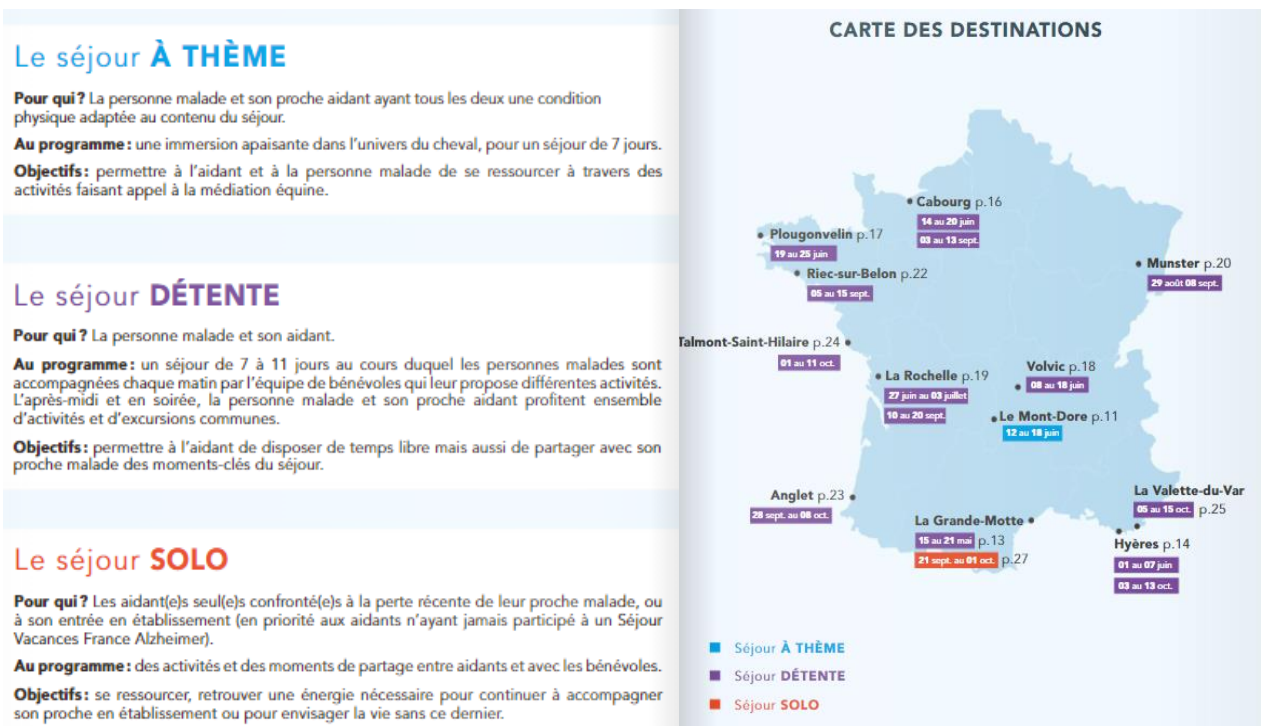 Le séjour À THÈME
Pour qui ? La personne malade et son proche aidant ayant tous les deux une condition
physique adaptée au contenu du séjour.
Au programme : une immersion apaisante dans l'univers du cheval, pour un séjour de 7 jours.
Objectifs : permettre à l'aidant et à la personne malade de se ressourcer à travers des
activités faisant appel à la médiation équine.
Le séjour DÉTENTE
Pour qui ? La personne malade et son aidant.
Au programme : un séjour de 7 à 11 jours au cours duquel les personnes malades sont
accompagnées chaque matin par l'équipe de bénévoles qui leur propose différentes activités.
L'après-midi et en soirée, la personne malade et son proche aidant profitent ensemble
d'activités et d'excursions communes.
Objectifs : permettre à l'aidant de disposer de temps libre mais aussi de partager avec son
proche malade des moments-clés du séjour.
Le séjour SOLO
Pour qui ? Les aidant(e)s seul(e)s confronté(e)s à la perte récente de leur proche malade, ou
à son entrée en établissement (en priorité aux aidants n'ayant jamais participé à un Séjour
Vacances France Alzheimer).
Au programme : des activités et des moments de partage entre aidants et avec les bénévoles.
Objectifs : se ressourcer, retrouver une énergie nécessaire pour continuer à accompagner
son proche en établissement ou pour envisager la vie sans ce dernier.
CARTE DES DESTINATIONS
Cabourg p.16
14 au 20 juin
03 au 13 sept.
Plougonvelin p.17
19 au 25 juin
Riec-sur-Belon p.22
05 au 15 sept.
Munster p.20
29 août 08 sept.
Talmont-Saint-Hilaire p.24
01 au 11 oct.
La Rochelle p.19
27 juin au 03 juillet
10 au 20 sept.
Volvic p.18
08 au 18 juin
Le Mont-Dore p.11
12 au 18 juin
Anglet p.23
28 sept. au 08 oct.
La Grande-Motte
15 au 21 mai p.13
21 sept. au 01 oct. p.27
La Valette-du-Var
05 au 15 oct. p.25
Hyères p.14
01 au 07 juin
03 au 13 oct.
Séjour À THÈME
Séjour DÉTENTE
Séjour SOLO